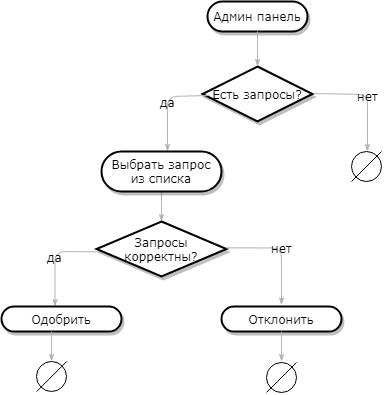 Админ панель
Есть запросы?
да
нет
Выбрать запрос
из списка
Запросы
корректны?
да
нет
Одобрить
Отклонить